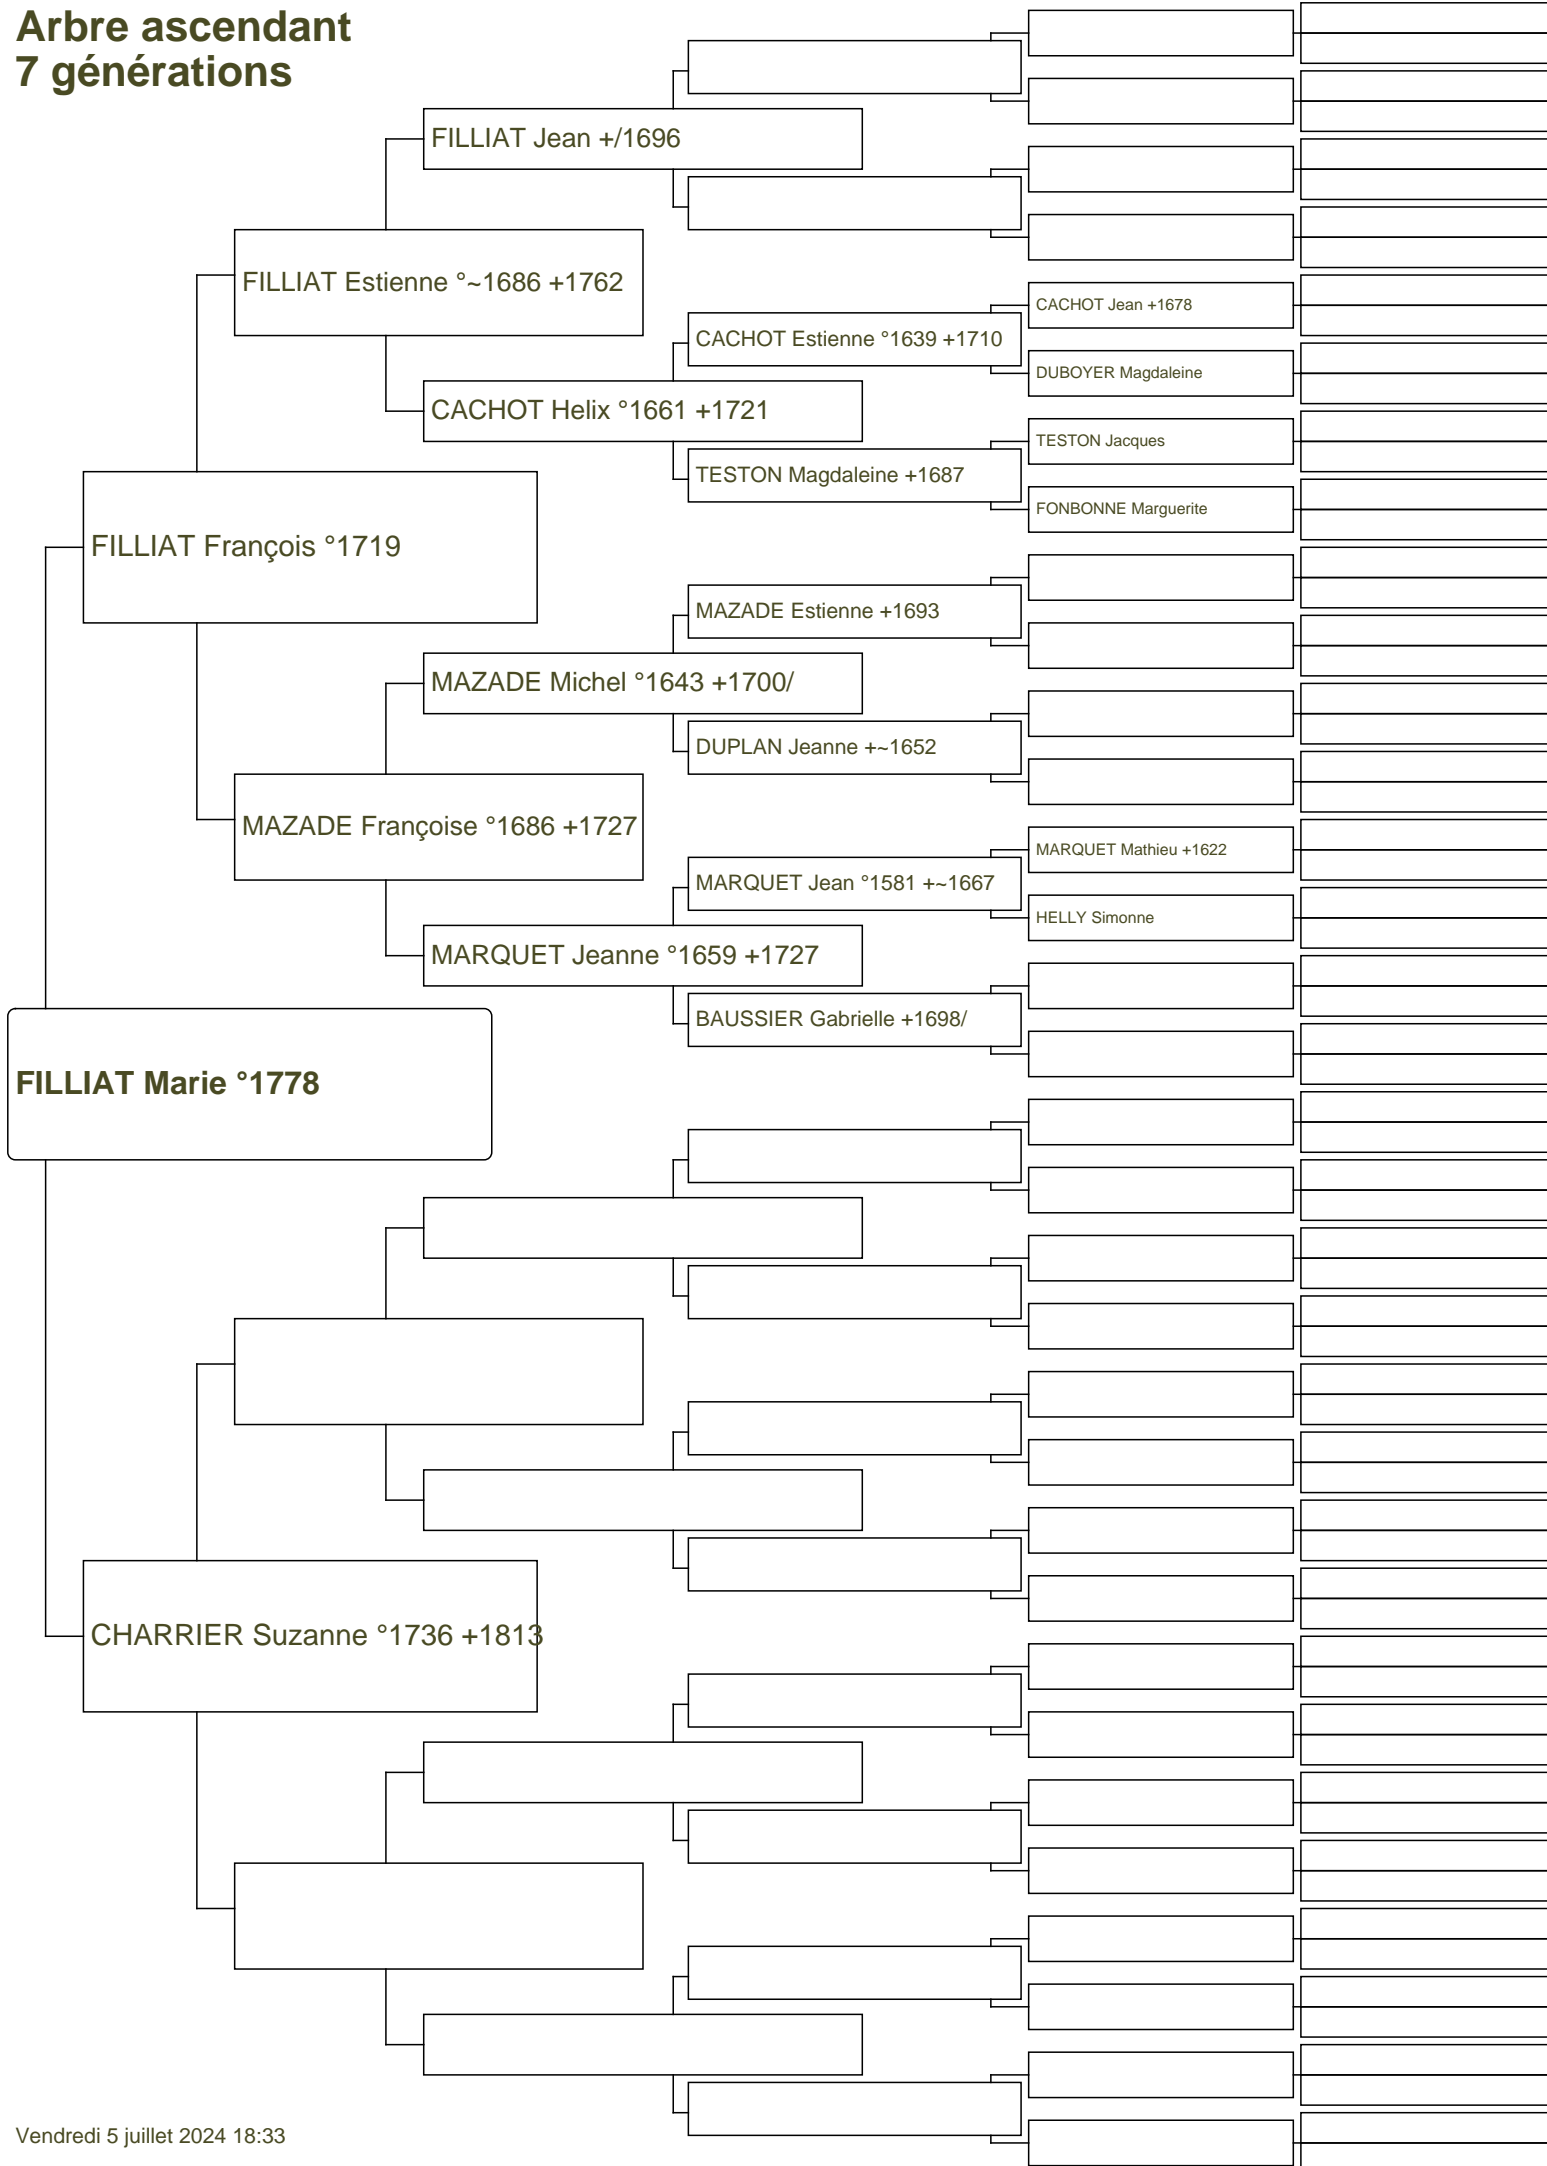 Arbre ascendant
7 générations
FILLIAT Jean +/1696
FILLIAT Estienne °~1686 +1762
CACHOT Jean +1678
CACHOT Estienne °1639 +1710
DUBOYER Magdaleine
CACHOT Helix °1661 +1721
TESTON Jacques
TESTON Magdaleine +1687
FONBONNE Marguerite
FILLIAT François °1719
MAZADE Estienne +1693
MAZADE Michel °1643 +1700/
DUPLAN Jeanne +~1652
MAZADE Françoise °1686 +1727
MARQUET Mathieu +1622
MARQUET Jean °1581 +~1667
HELLY Simonne
MARQUET Jeanne °1659 +1727
BAUSSIER Gabrielle +1698/
FILLIAT Marie °1778
CHARRIER Suzanne °1736 +1813
Vendredi 5 juillet 2024 18:33